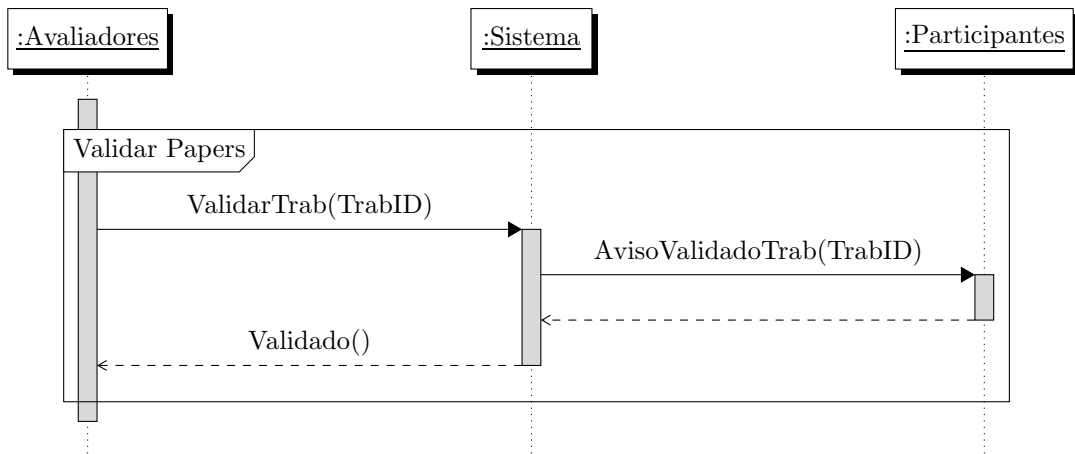 :Avaliadores
:Sistema
:Participantes
Validar Papers
ValidarTrab(TrabID)
AvisoValidadoTrab(TrabID)
Validado()